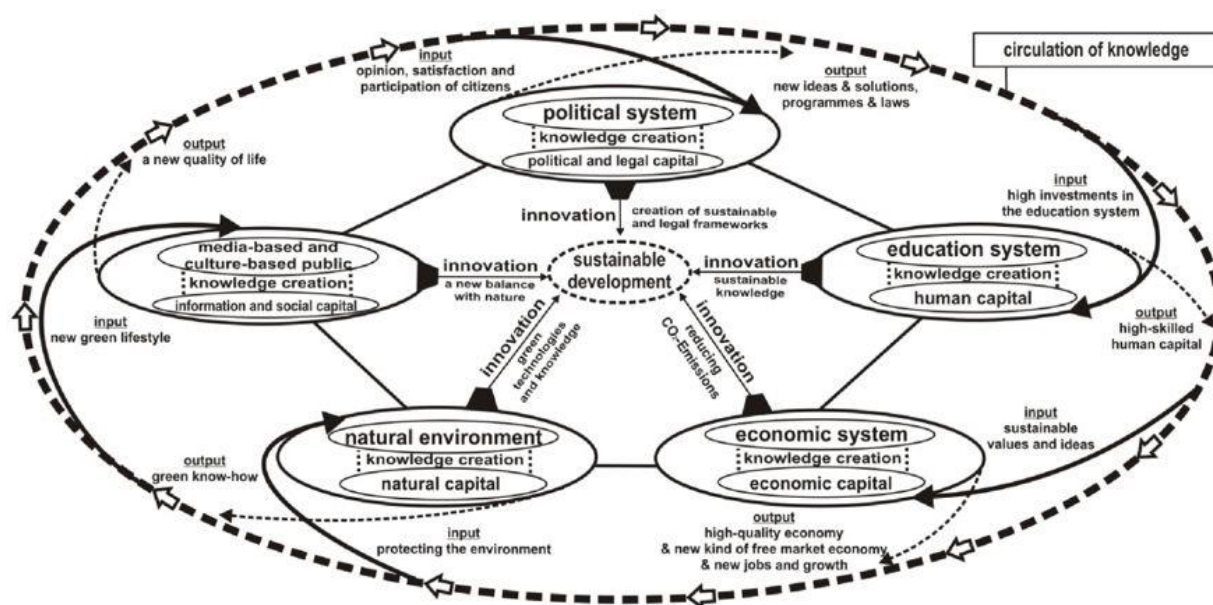 circulation of knowledge
input
opinion, satisfaction and
participation of citizens
output
new ideas & solutions,
programmes & laws
political system
knowledge creation
political and legal capital
output
a new quality of life
input
high investments in
the education system
innovation
creation of sustainable
and legal frameworks
media-based and
culture-based public
knowledge creation
information and social capital
innovation
a new balance
with nature
sustainable
development
innovation
sustainable
knowledge
education system
knowledge creation
human capital
input
new green lifestyle
output
high-skilled
human capital
innovation
green
technologies
and knowledge
innovation
reducing
CO₂-Emissions
natural environment
knowledge creation
natural capital
economic system
knowledge creation
economic capital
input
sustainable
values and ideas
output
green know-how
input
protecting the environment
output
high-quality economy
& new kind of free market economy
& new jobs and growth